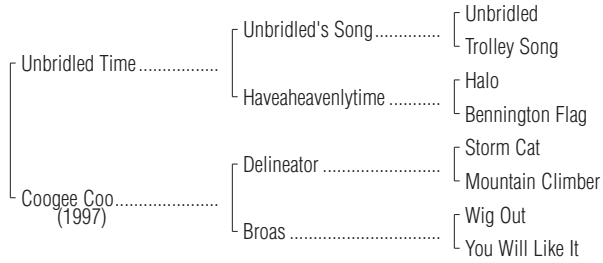 Unbridled
Unbridled's Song..............
Trolley Song
Unbridled Time................
Halo
Haveaheavenlytime ..........
Bennington Flag
Storm Cat
Delineator .......................
Mountain Climber
Coogee Coo....................
(1997)
Wig Out
Broas .............................
You Will Like It